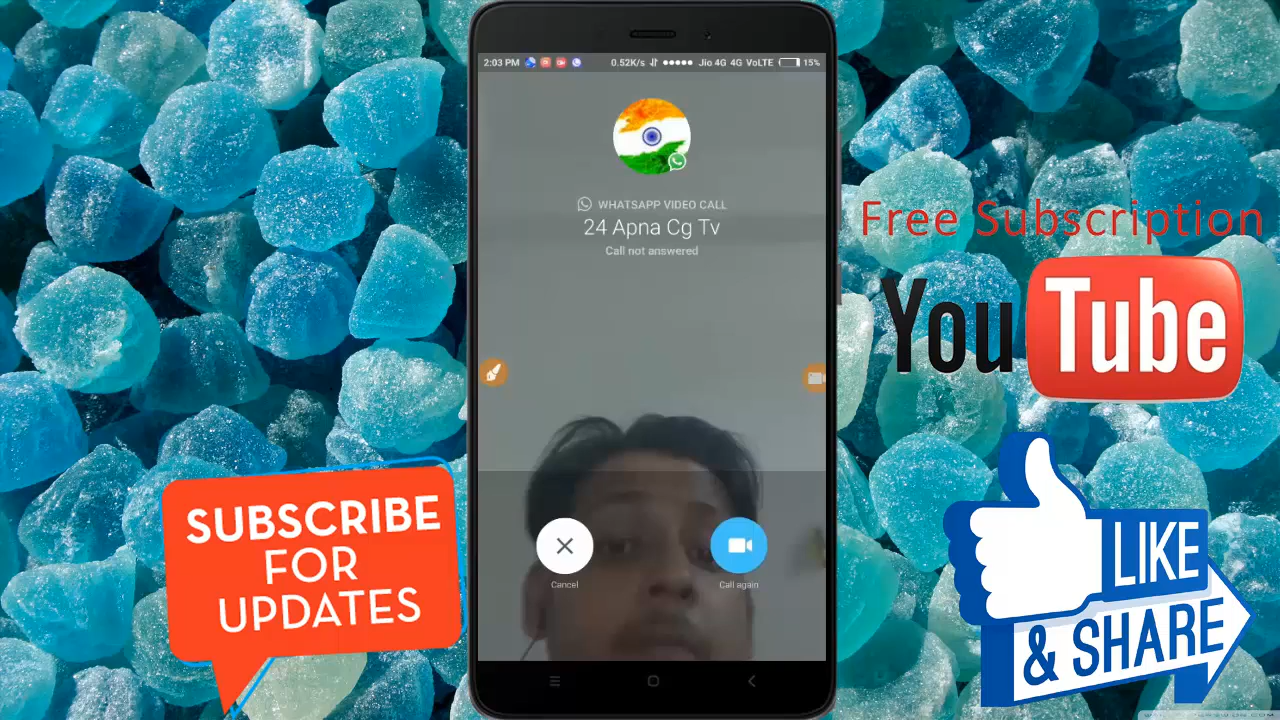 2:03 PM
0.52K/s
Jio 4G 4G VoLTE
15%
WHATSAPP VIDEO CALL
24 Apna Cg Tv
Call not answered
Cancel
Call again
Free Subscription
YouTube
SUBSCRIBE
FOR
UPDATES
LIKE
& SHARE